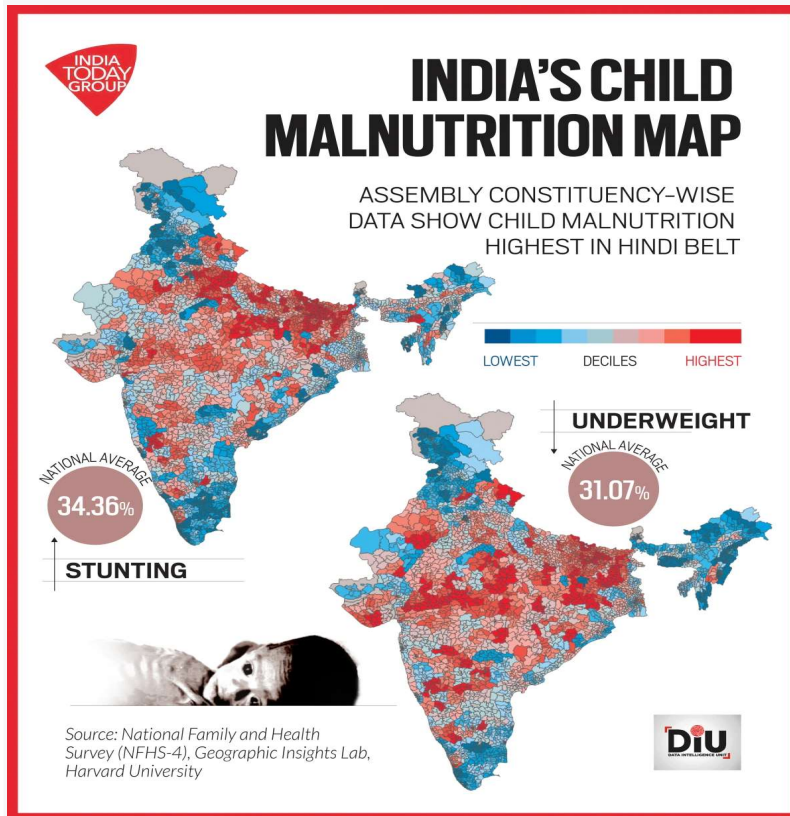 INDIA
TODAY
GROUP
INDIA'S CHILD
MALNUTRITION MAP
ASSEMBLY CONSTITUENCY-WISE
DATA SHOW CHILD MALNUTRITION
HIGHEST IN HINDI BELT
LOWEST DECILES HIGHEST
UNDERWEIGHT
NATIONAL AVERAGE
31.07%
NATIONAL AVERAGE
34.36%
STUNTING
Source: National Family and Health
Survey (NFHS-4), Geographic Insights Lab,
Harvard University
DiU
DATA INTELLIGENCE UNIT